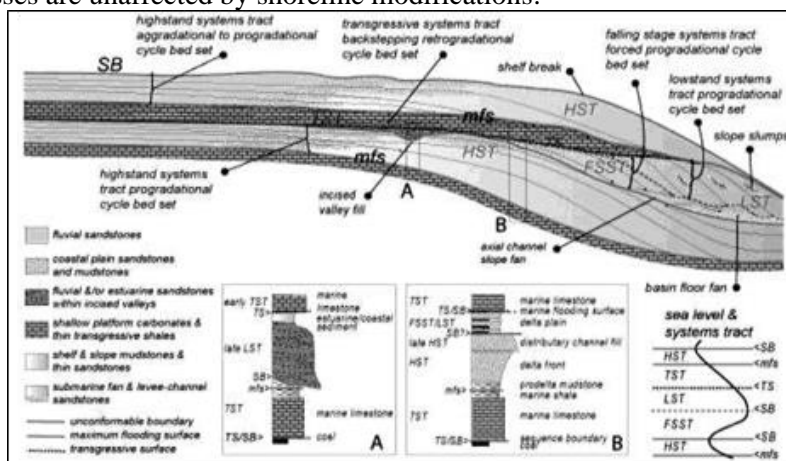 sses are unaffected by shoreline modifications.
highstand systems tract
aggradational to progradational
cycle bed set
transgressive systems tract
backstepping retrogradational
cycle bed set
falling stage systems tract
forced progradational cycle
bed set
shelf break
lowstand systems
tract progradational
cycle bed set
slope slumps
SB
HST
mfs
mfs
HST
FSST
LST
highstand systems
tract progradational
cycle bed set
incised
valley fill
A
B
axial channel
slope fan
basin floor fan
fluvial sandstones
coastal plain sandstones
and mudstones
fluvial &/or estuarine sandstones
within incised valleys
shallow platform carbonates &
thin transgressive shales
shelf & slope mudstones &
thin sandstones
submarine fan & levee-channel
sandstones
unconformable boundary
maximum flooding surface
transgressive surface
early TST
TS>
late LST
SB>
mfs>
TST
TS/SB>
marine
limestone
estuarine/coastal
sediment
marine limestone
coal
A
TST
TS/SB>
FSST/LST
SB?>
late HST
HST
mfs>
TST
TS/SB>
marine limestone
marine flooding surface
delta plain
distributary channel fill
delta front
prodelta mudstone
marine shale
marine limestone
sequence boundary
coal
B
sea level &
systems tract
<SB
HST
<mfs
TST
<TS
LST
<SB
FSST
<SB
HST
<mfs